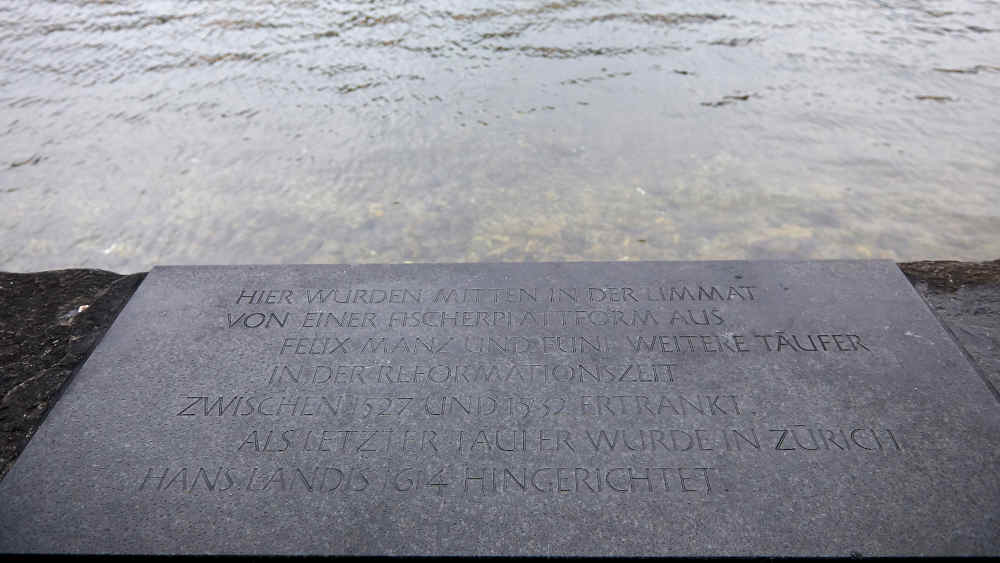 HIER WURDEN MITTEN IN DER LIMMAT
VON EINER FISCHERPLATTFORM AUS
FELIX MANZ UND FÜNF WEITERE TÄUFER
IN DER REFORMATIONSZEIT
ZWISCHEN 1527 UND 1532 ERTRÄNKT.
ALS LETZTER TÄUFER WURDE IN ZÜRICH
HANS LANDIS 1614 HINGERICHTET.